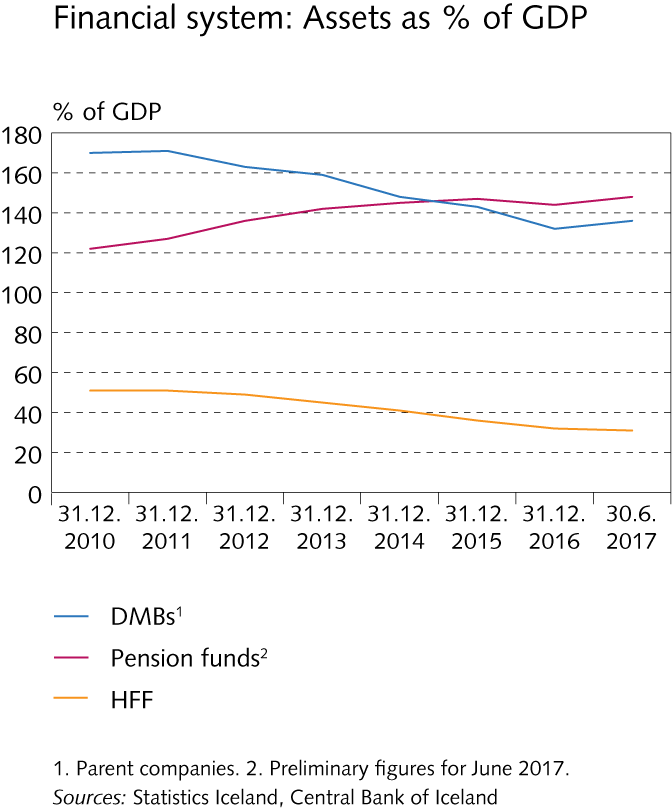 Financial system: Assets as % of GDP
% of GDP
180
160
140
120
100
80
60
40
20
0
31.12. 31.12. 31.12. 31.12. 31.12. 31.12. 31.12. 30.6.
2010 2011 2012 2013 2014 2015 2016 2017
DMBs¹
Pension funds²
HFF
1. Parent companies. 2. Preliminary figures for June 2017.
Sources: Statistics Iceland, Central Bank of Iceland